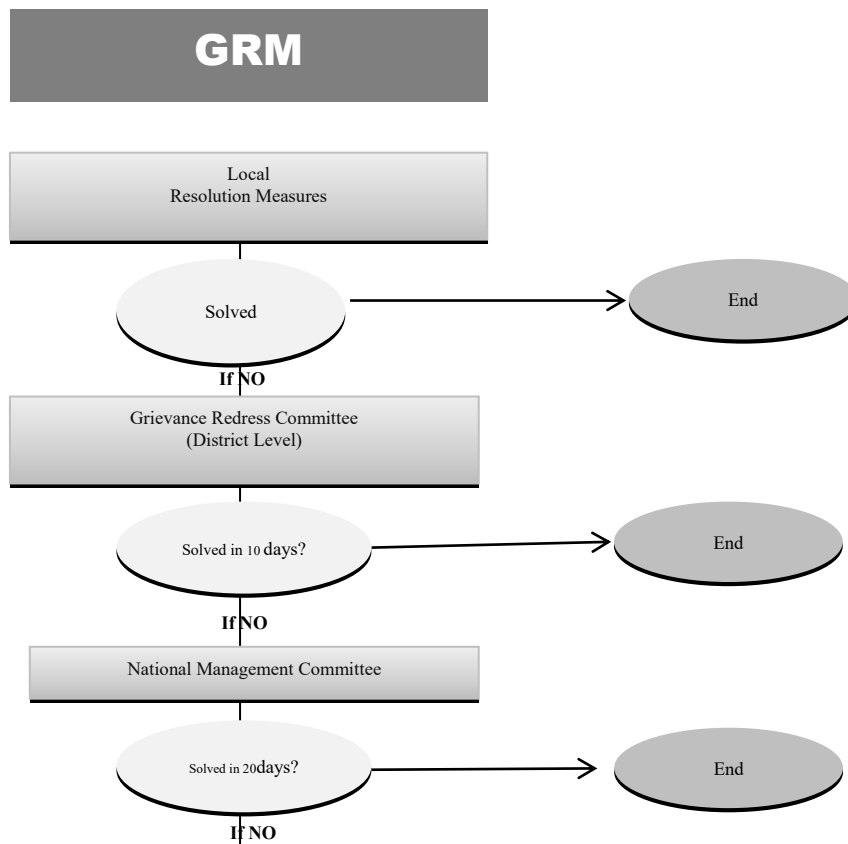 GRM
Local
Resolution Measures
Solved
End
If NO
Grievance Redress Committee
(District Level)
Solved in 10 days?
End
If NO
National Management Committee
Solved in 20days?
End
If NO